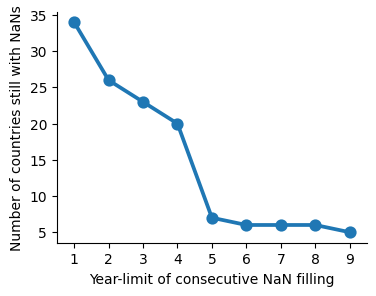 Number of countries still with NaNs
35
30
25
20
15
10
5
1 2 3 4 5 6 7 8 9
Year-limit of consecutive NaN filling